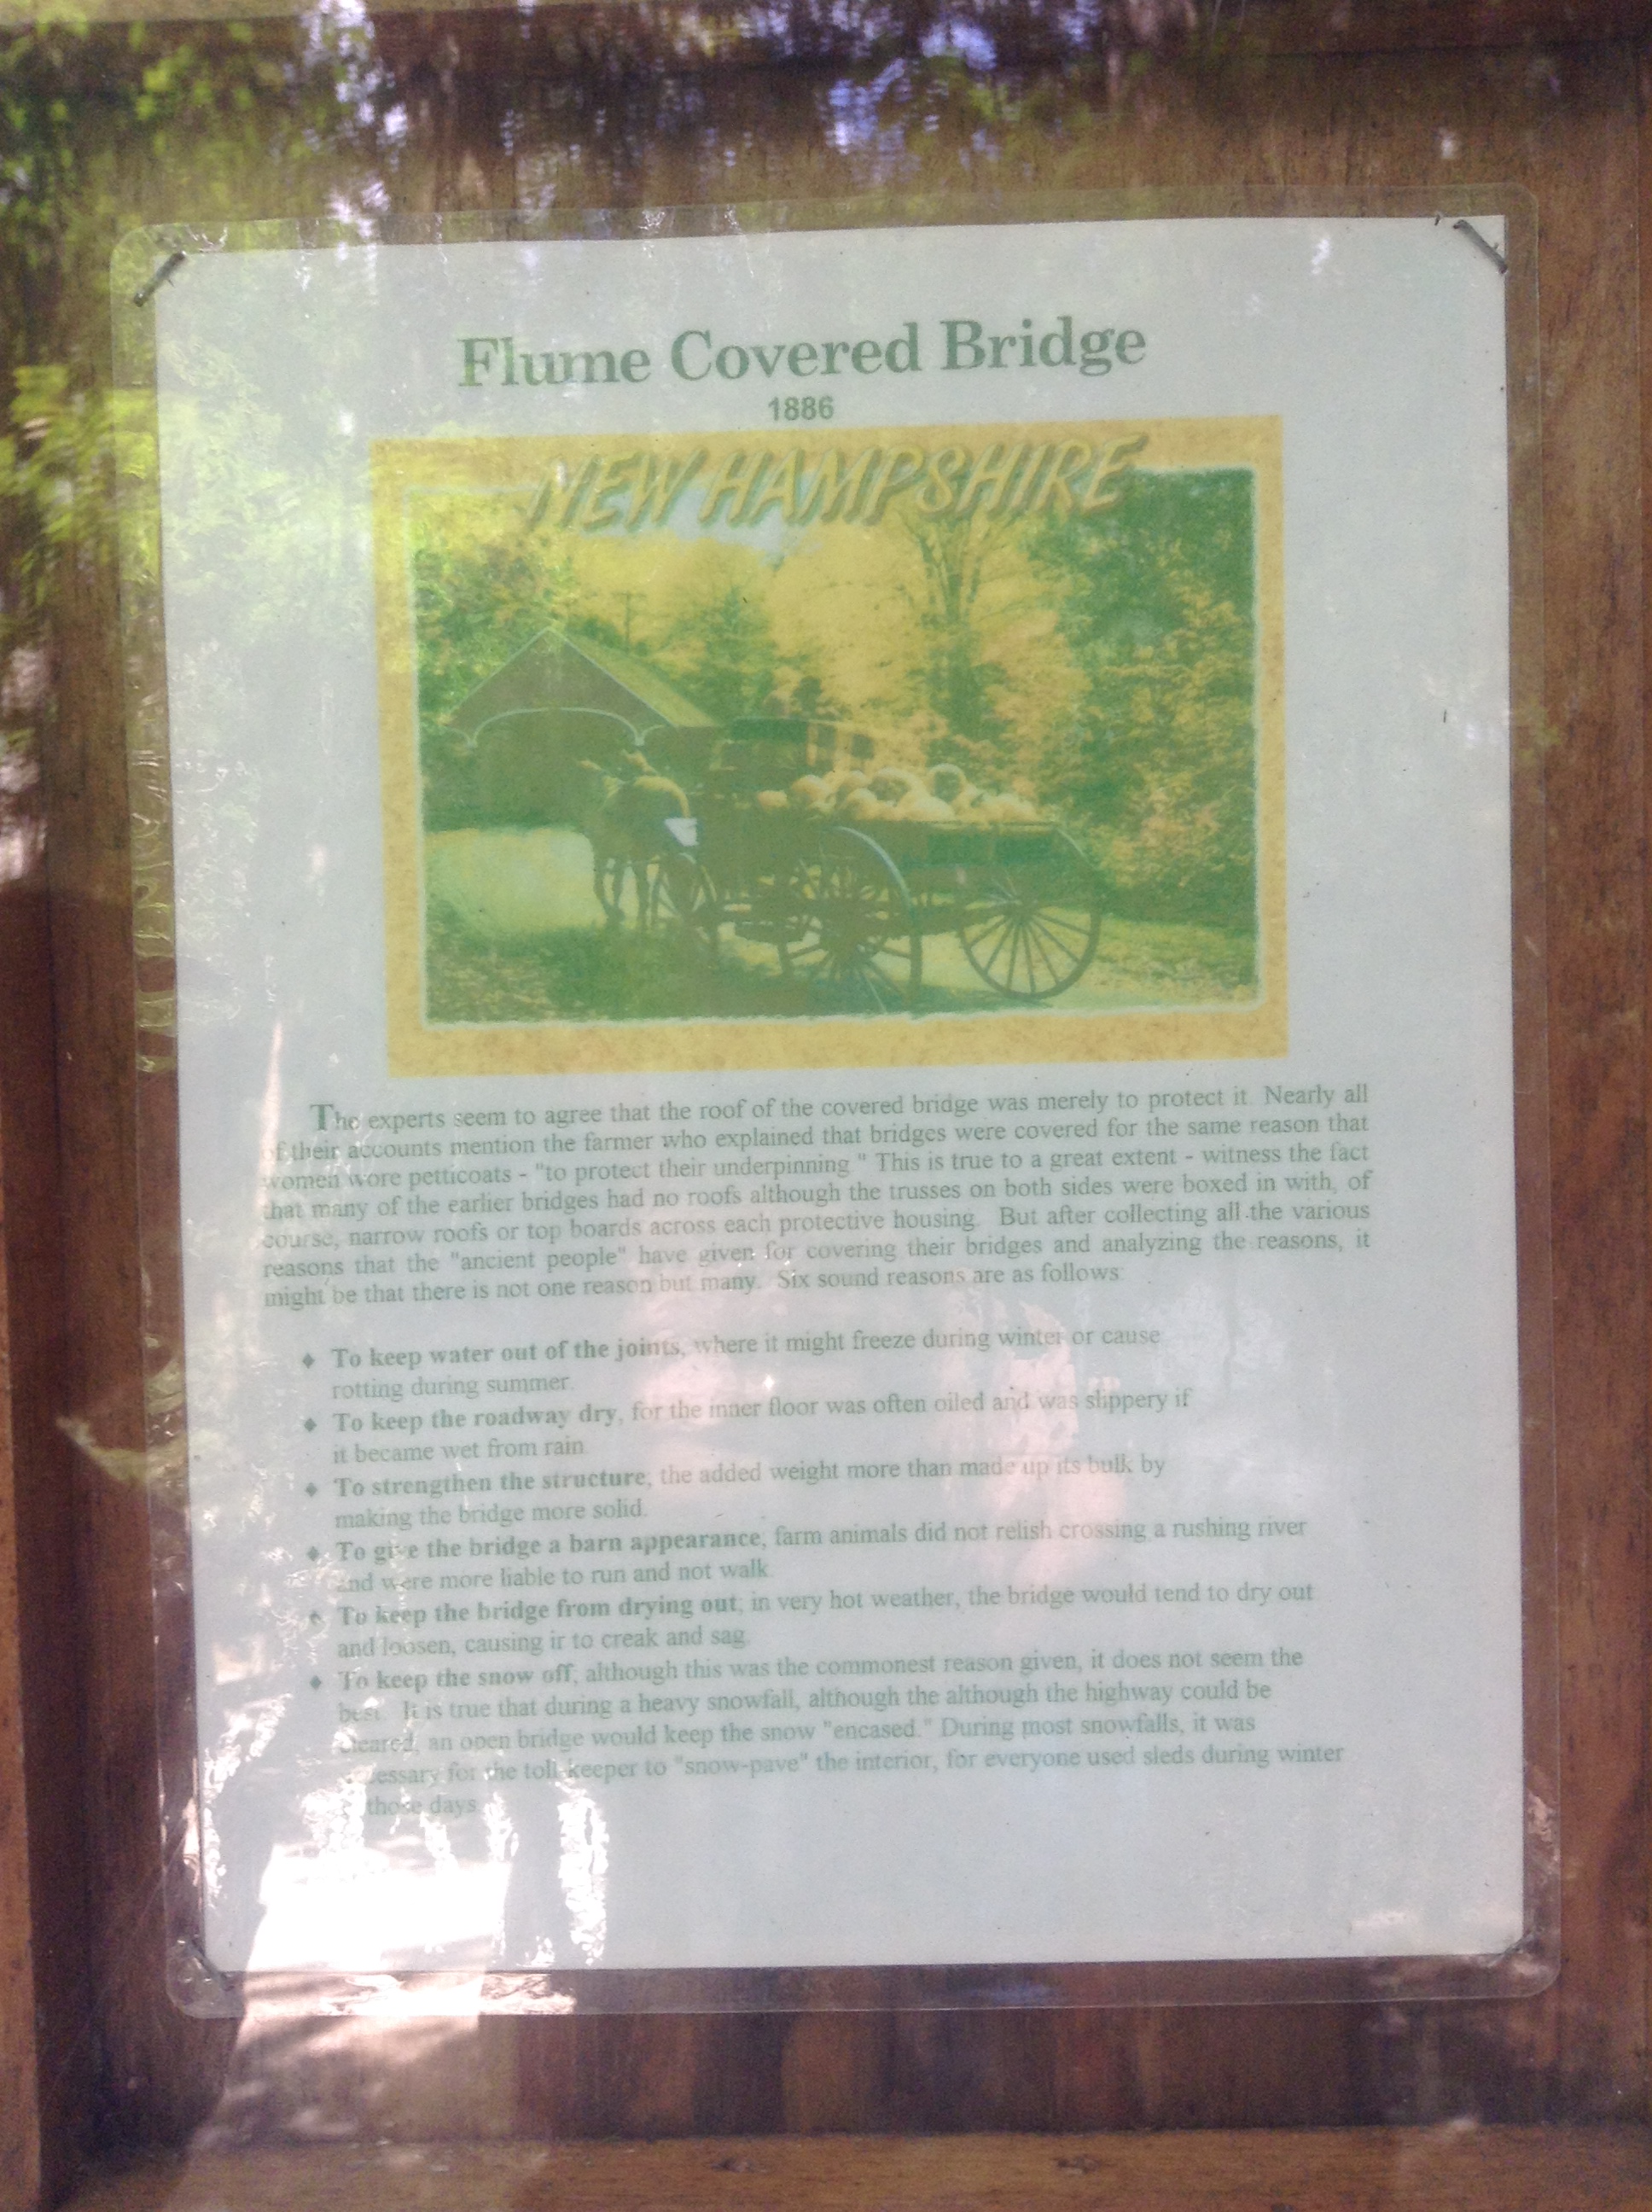 Flume Covered Bridge
1886
NEW HAMPSHIRE
The experts seem to agree that the roof of the covered bridge was merely to protect it. Nearly all
of their accounts mention the farmer who explained that bridges were covered for the same reason that
women wore petticoats - "to protect their underpinning." This is true to a great extent - witness the fact
that many of the earlier bridges had no roofs although the trusses on both sides were boxed in with, of
course, narrow roofs or top boards across each protective housing. But after collecting all the various
reasons that the "ancient people" have given for covering their bridges and analyzing the reasons, it
might be that there is not one reason but many. Six sound reasons are as follows:
♦ To keep water out of the joints, where it might freeze during winter or cause
rotting during summer.
♦ To keep the roadway dry, for the inner floor was often oiled and was slippery if
it became wet from rain.
♦ To strengthen the structure, the added weight more than made up its bulk by
making the bridge more solid.
♦ To give the bridge a barn appearance, farm animals did not relish crossing a rushing river
and were more liable to run and not walk.
♦ To keep the bridge from drying out, in very hot weather, the bridge would tend to dry out
and loosen, causing ir to creak and sag.
♦ To keep the snow off, although this was the commonest reason given, it does not seem the
best. It is true that during a heavy snowfall, although the although the highway could be
cleared, an open bridge would keep the snow "encased." During most snowfalls, it was
necessary for the toll keeper to "snow-pave" the interior, for everyone used sleds during winter
those days.